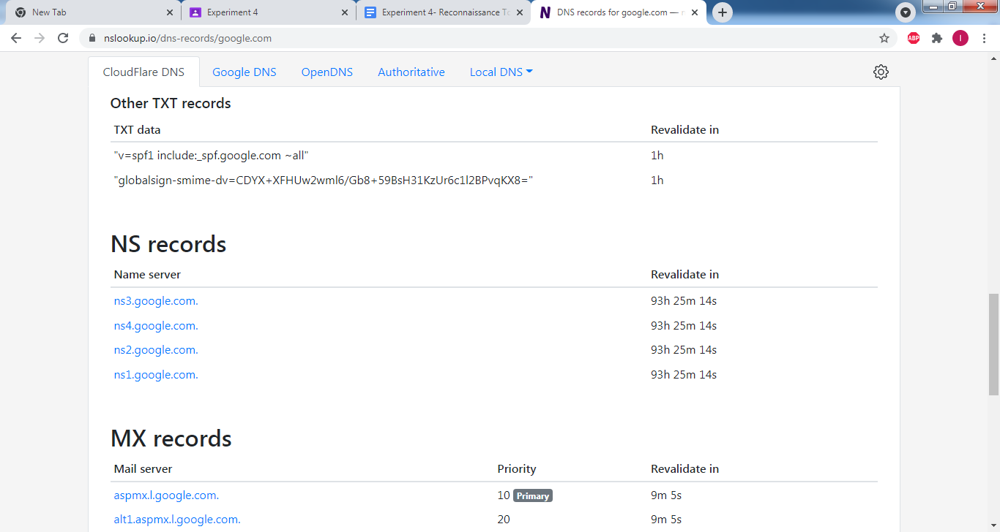 New Tab
Experiment 4
Experiment 4- Reconnaissance To
DNS records for google.com — n
nslookup.io/dns-records/google.com
ABP
I
CloudFlare DNS
Google DNS
OpenDNS
Authoritative
Local DNS
Other TXT records
TXT data Revalidate in
"v=spf1 include:_spf.google.com ~all" 1h
"globalsign-smime-dv=CDYX+XFHUw2wml6/Gb8+59BsH31KzUr6c1l2BPvqKX8=" 1h
NS records
Name server Revalidate in
ns3.google.com. 93h 25m 14s
ns4.google.com. 93h 25m 14s
ns2.google.com. 93h 25m 14s
ns1.google.com. 93h 25m 14s
MX records
Mail server Priority Revalidate in
aspmx.l.google.com. 10 Primary 9m 5s
alt1.aspmx.l.google.com. 20 9m 5s